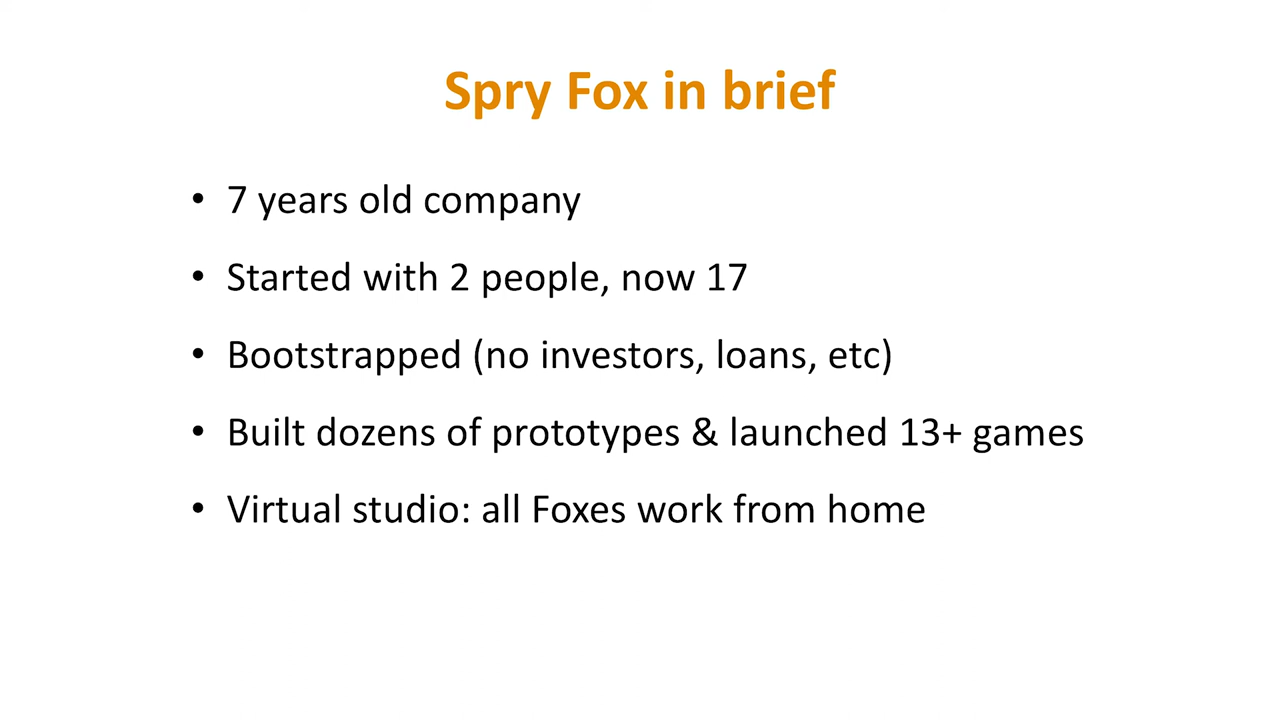 Spry Fox in brief
• 7 years old company
• Started with 2 people, now 17
• Bootstrapped (no investors, loans, etc)
• Built dozens of prototypes & launched 13+ games
• Virtual studio: all Foxes work from home